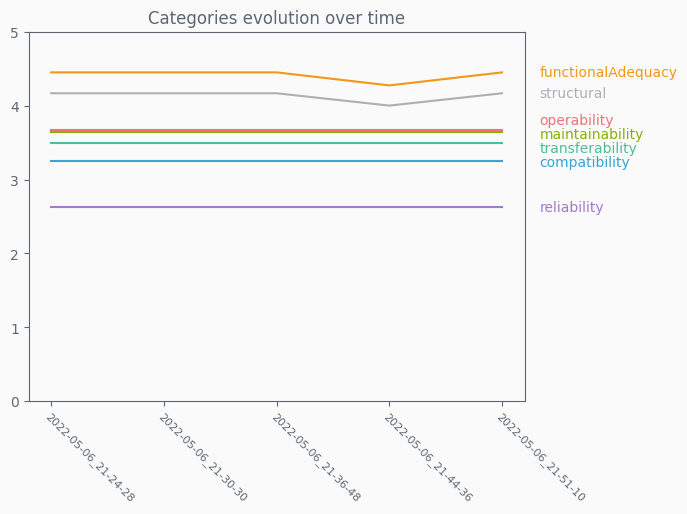 Categories evolution over time
5
4
3
2
1
0
functionalAdequacy
structural
operability
maintainability
transferability
compatibility
reliability
2022-05-06_21-24-28
2022-05-06_21-30-30
2022-05-06_21-36-48
2022-05-06_21-44-36
2022-05-06_21-51-10